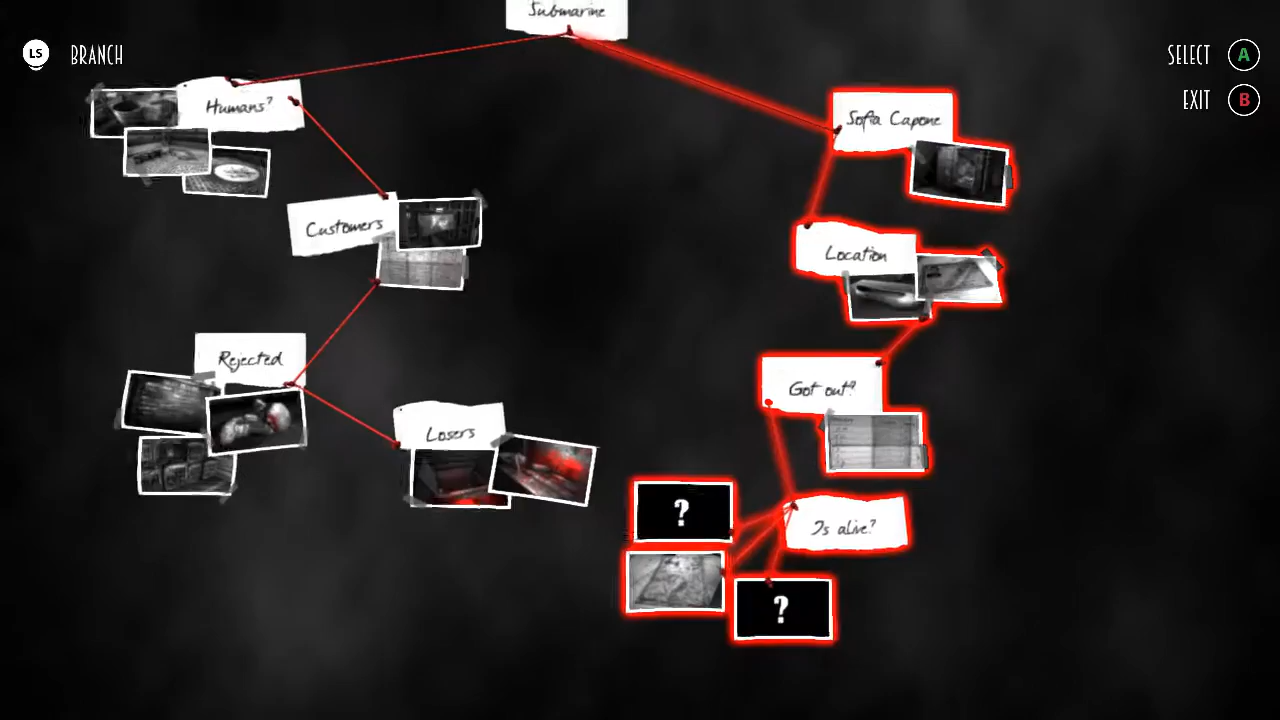 Submarine
LS BRANCH
SELECT A
EXIT B
Humans?
Sofia Capone
Customers
Location
Rejected
Got out?
Losers
?
Is alive?
?